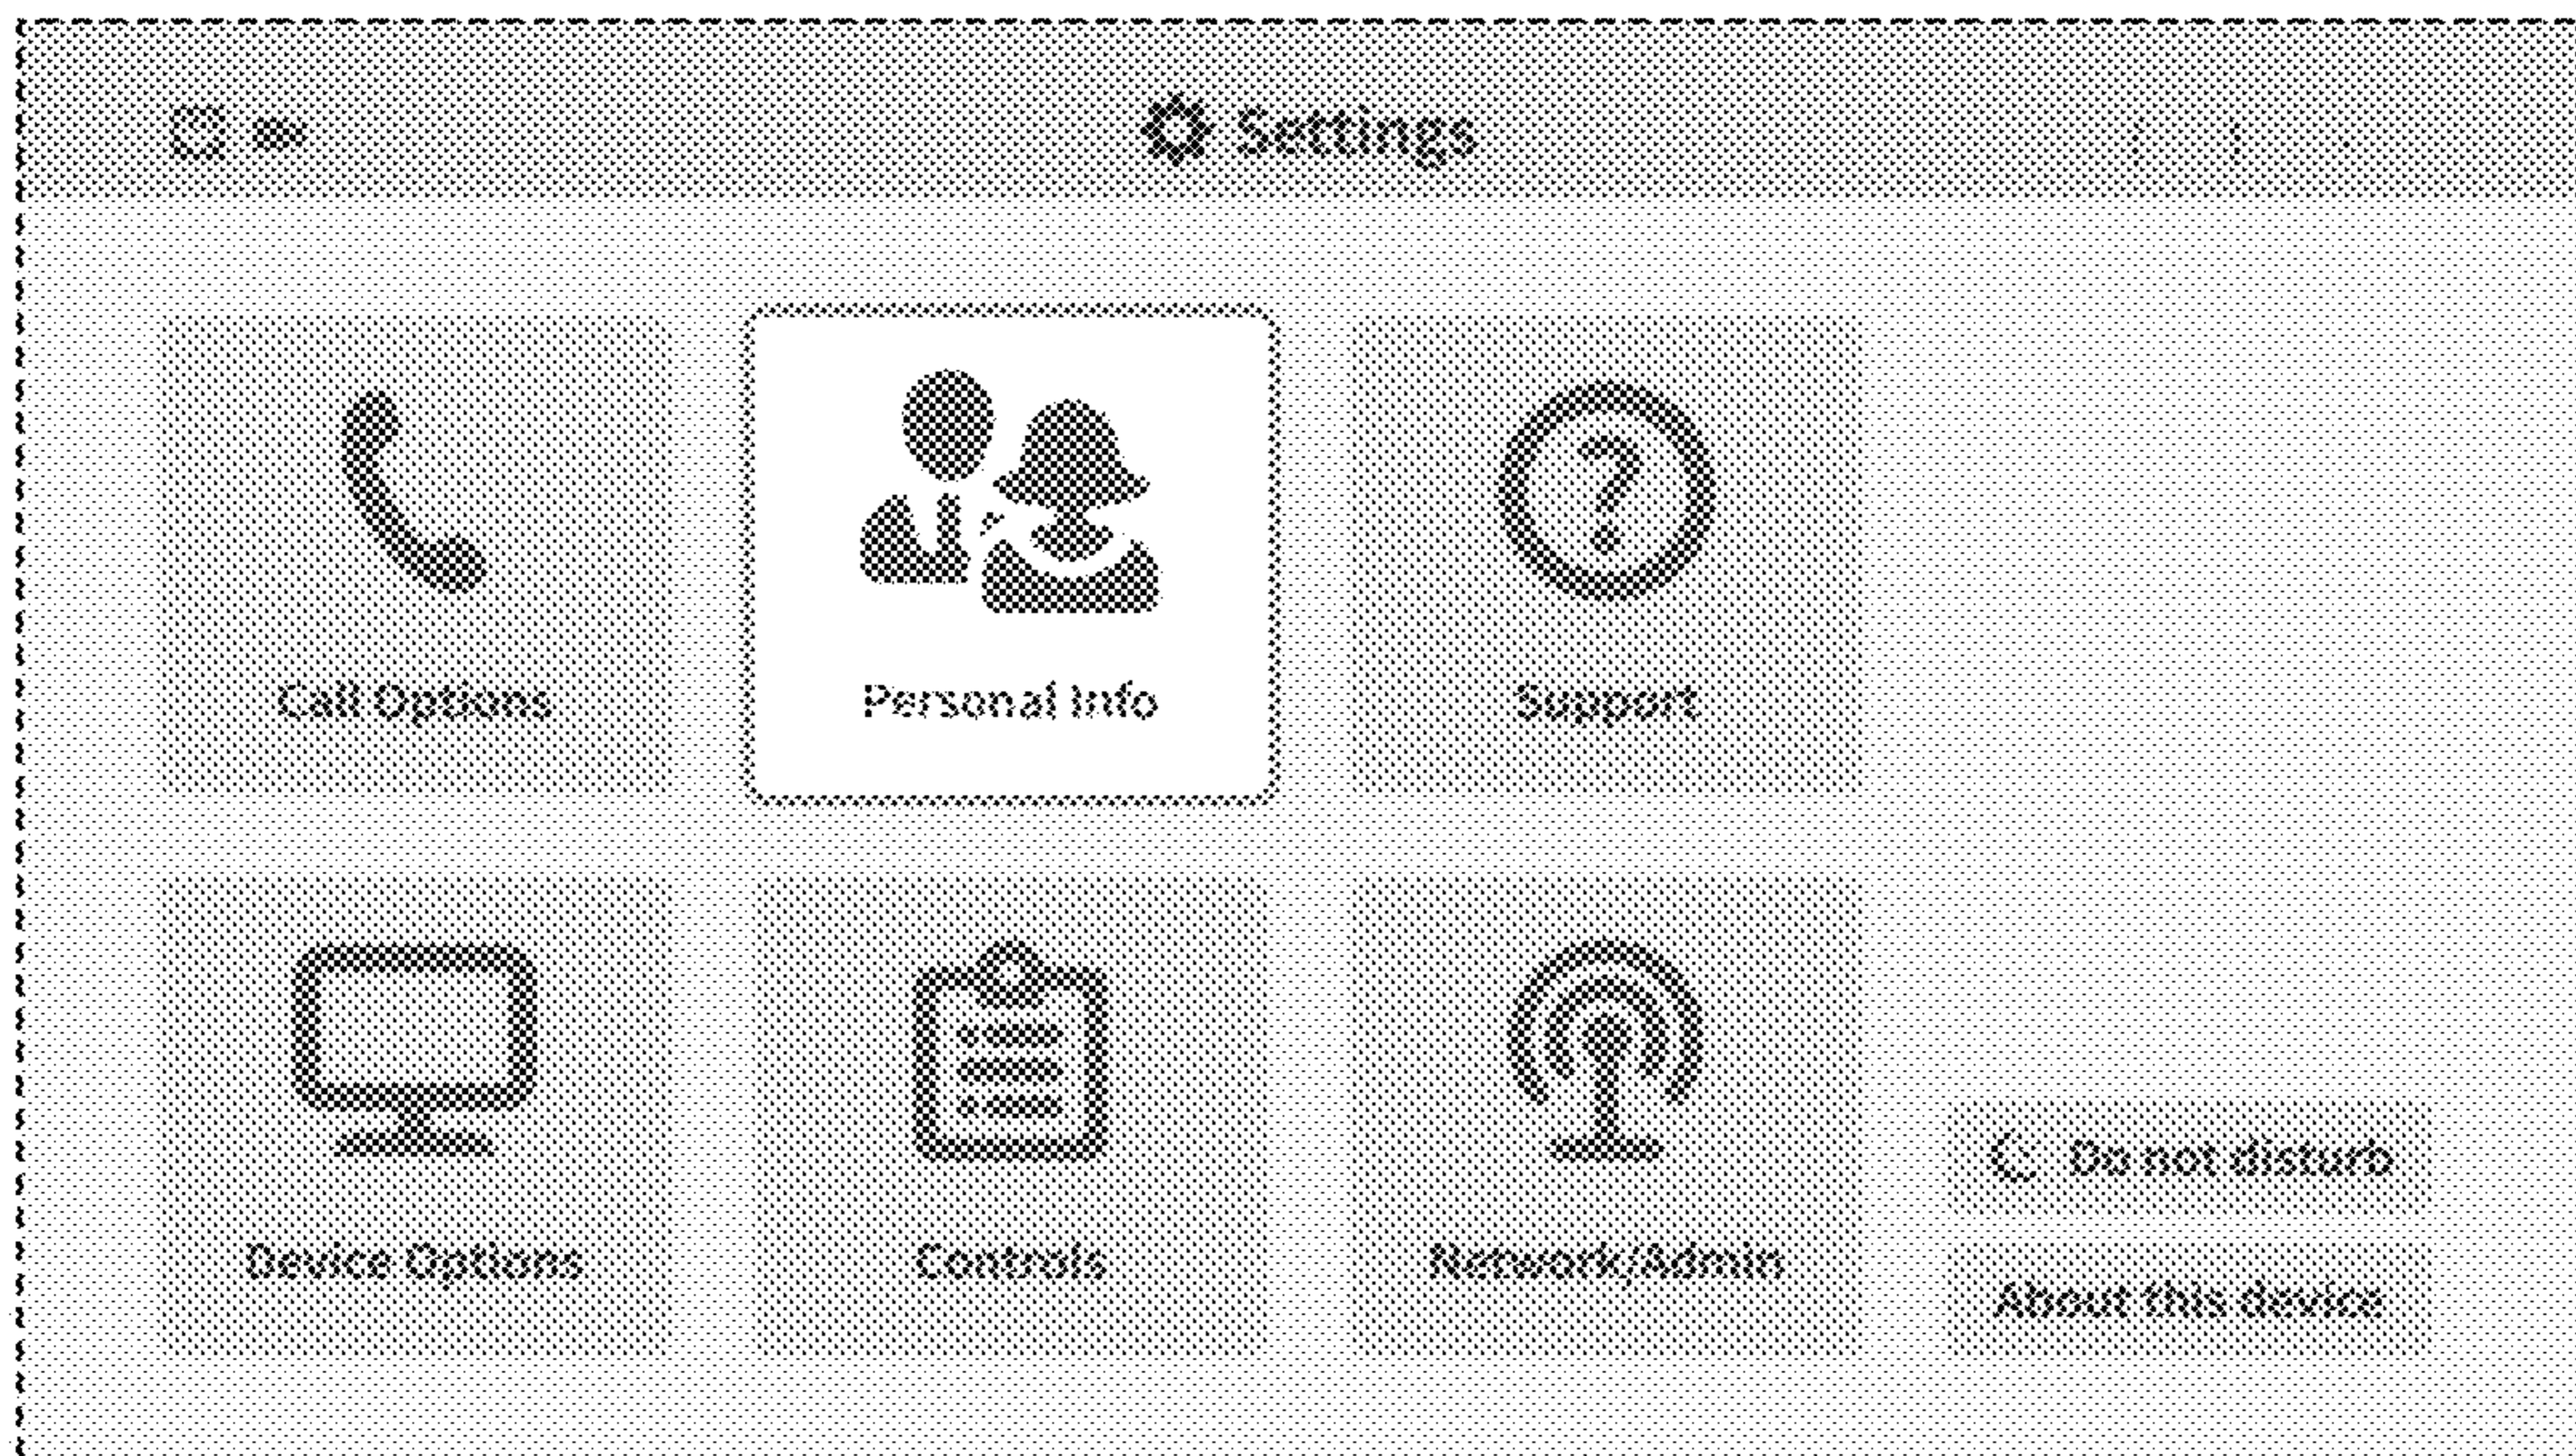 Settings
Call Options
Personal Info
Support
Device Options
Controls
Network/Admin
Do not disturb
About this device